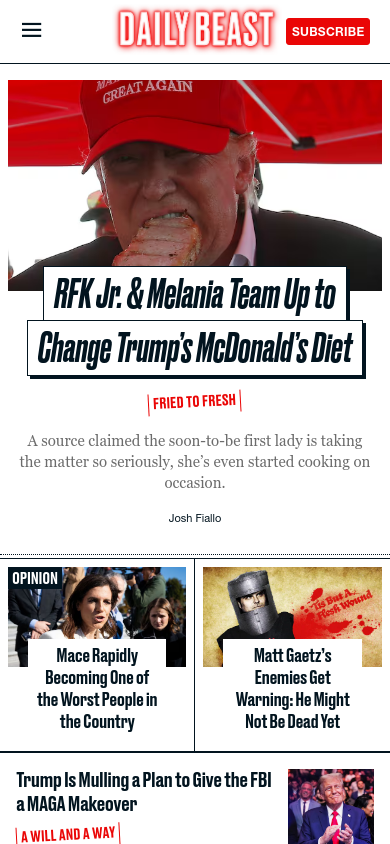 DAILY BEAST
SUBSCRIBE
GREAT AGAIN
RFK Jr. & Melania Team Up to
Change Trump's McDonald's Diet
FRIED TO FRESH
A source claimed the soon-to-be first lady is taking
the matter so seriously, she's even started cooking on
occasion.
Josh Fiallo
OPINION
Mace Rapidly
Becoming One of
the Worst People in
the Country
'Tis But A
Flesh Wound
Matt Gaetz's
Enemies Get
Warning: He Might
Not Be Dead Yet
Trump Is Mulling a Plan to Give the FBI
a MAGA Makeover
A WILL AND A WAY